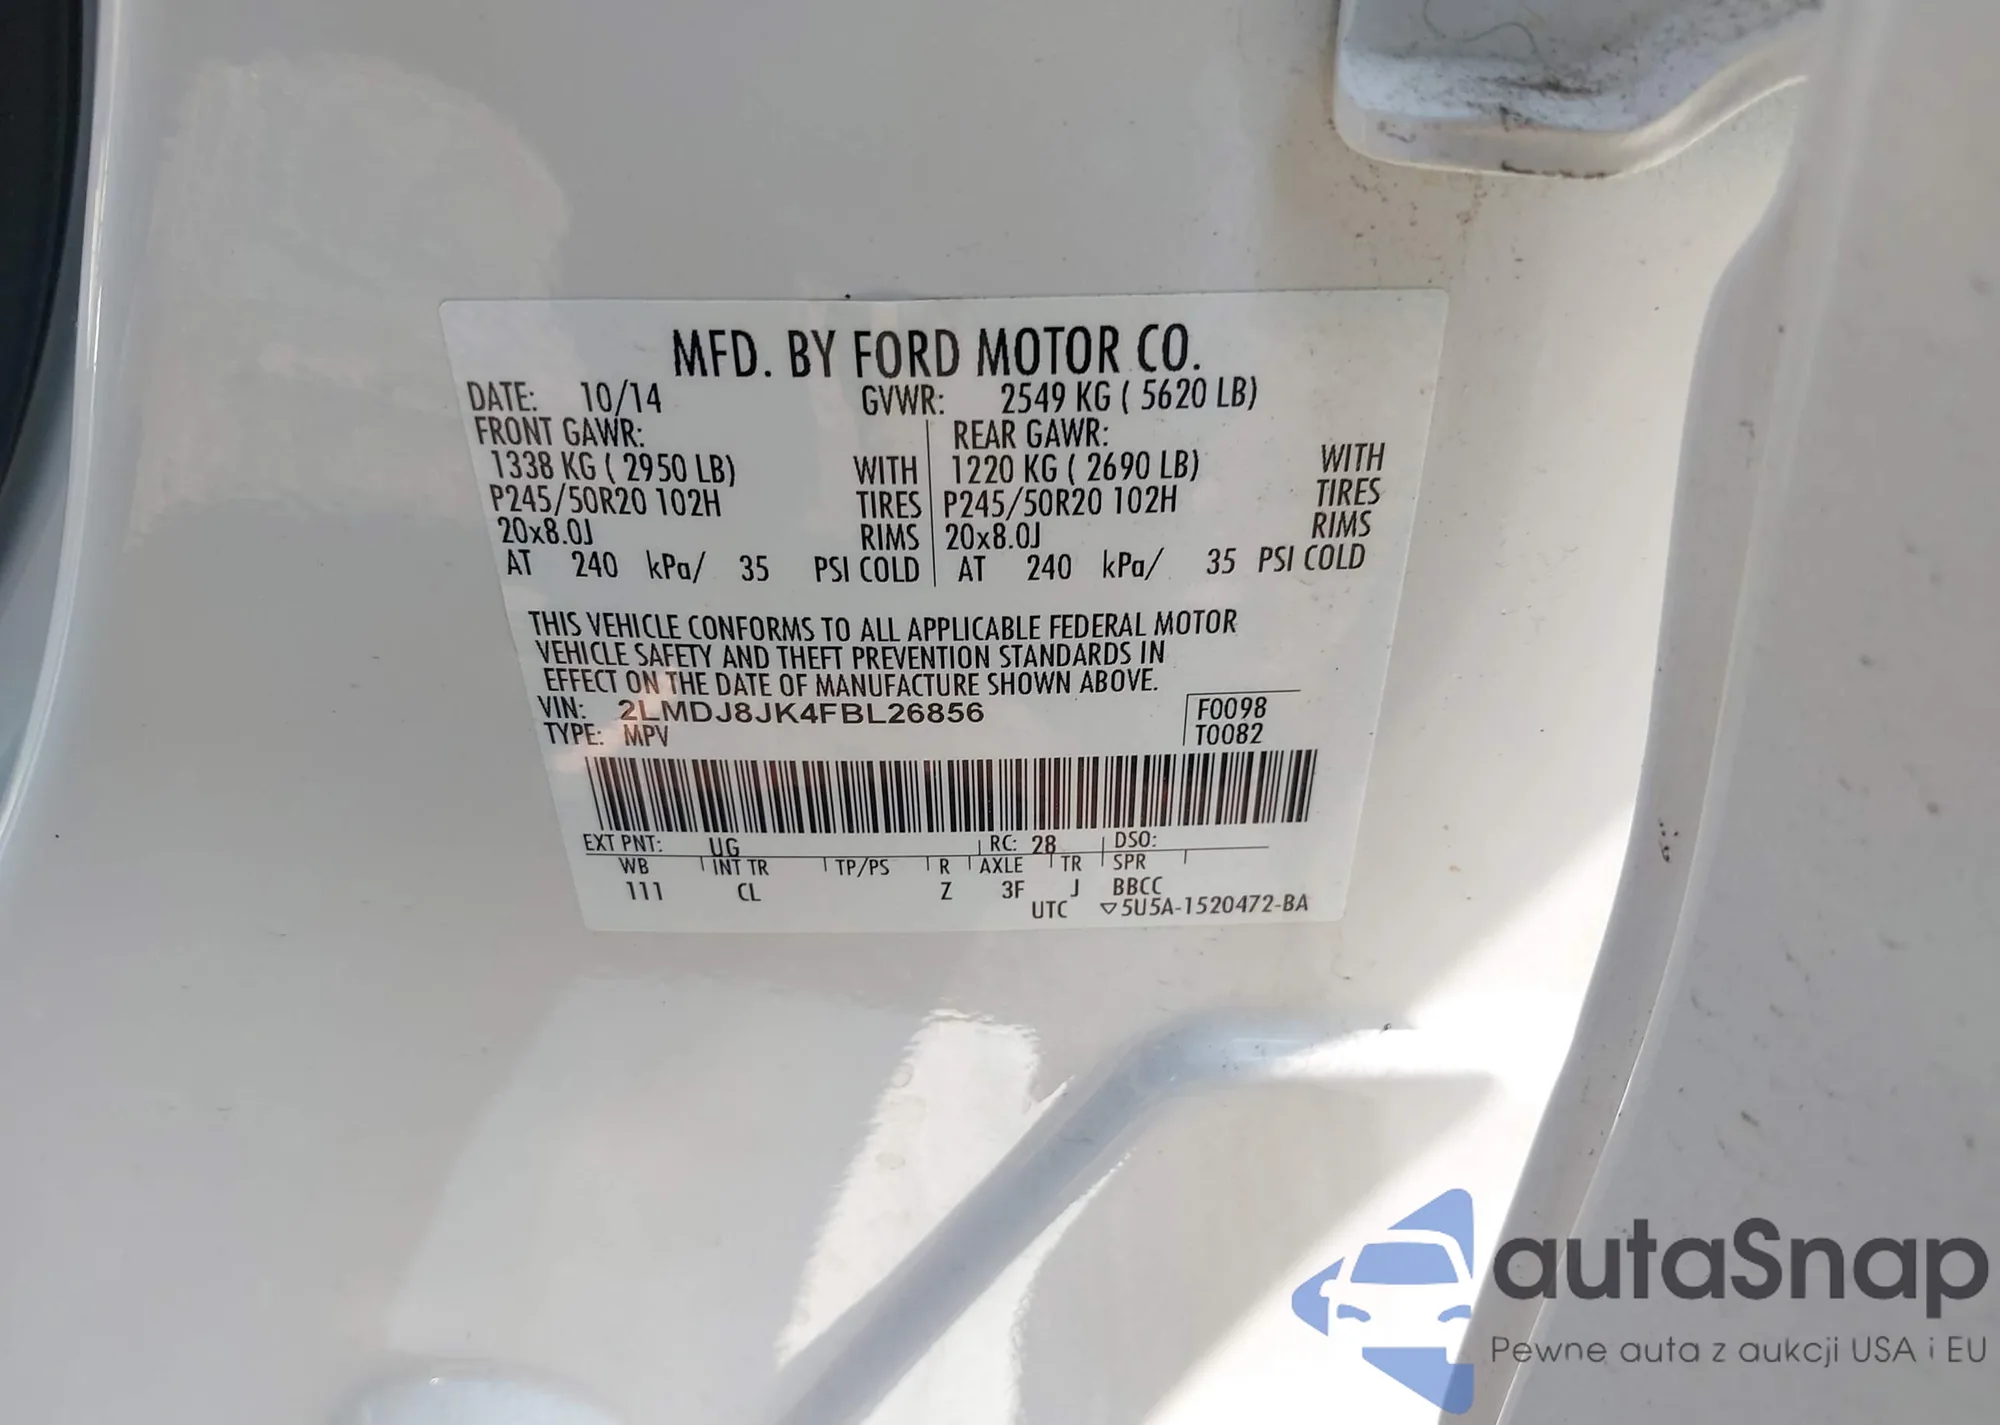 MFD. BY FORD MOTOR CO.
DATE: 10/14 GVWR: 2549 KG ( 5620 LB)
FRONT GAWR: REAR GAWR:
1338 KG ( 2950 LB) WITH 1220 KG ( 2690 LB) WITH
P245/50R20 102H TIRES P245/50R20 102H TIRES
20x8.0J RIMS 20x8.0J RIMS
AT 240 kPa/ 35 PSI COLD AT 240 kPa/ 35 PSI COLD
THIS VEHICLE CONFORMS TO ALL APPLICABLE FEDERAL MOTOR
VEHICLE SAFETY AND THEFT PREVENTION STANDARDS IN
EFFECT ON THE DATE OF MANUFACTURE SHOWN ABOVE.
VIN: 2LMDJ8JK4FBL26856 F0098
TYPE: MPV T0082
EXT PNT: UG RC: 28 DSO:
WB INT TR TP/PS R AXLE TR SPR
111 CL Z 3F J BBCC
UTC ▽5U5A-1520472-BA
autaSnap
Pewne auta z aukcji USA i EU